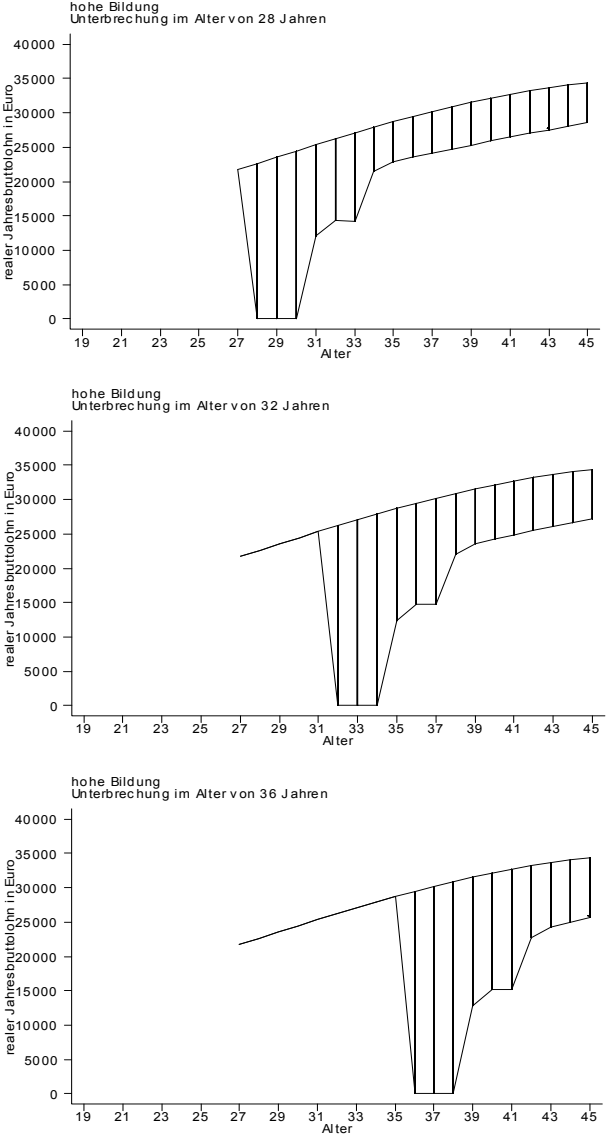 hohe Bildung
Unterbrechung im Alter von 28 Jahren
realer Jahresbruttolohn in Euro
40000
35000
30000
25000
20000
15000
10000
5000
0
19 21 23 25 27 29 31 33 35 37 39 41 43 45
Alter
hohe Bildung
Unterbrechung im Alter von 32 Jahren
realer Jahresbruttolohn in Euro
40000
35000
30000
25000
20000
15000
10000
5000
0
19 21 23 25 27 29 31 33 35 37 39 41 43 45
Alter
hohe Bildung
Unterbrechung im Alter von 36 Jahren
realer Jahresbruttolohn in Euro
40000
35000
30000
25000
20000
15000
10000
5000
0
19 21 23 25 27 29 31 33 35 37 39 41 43 45
Alter